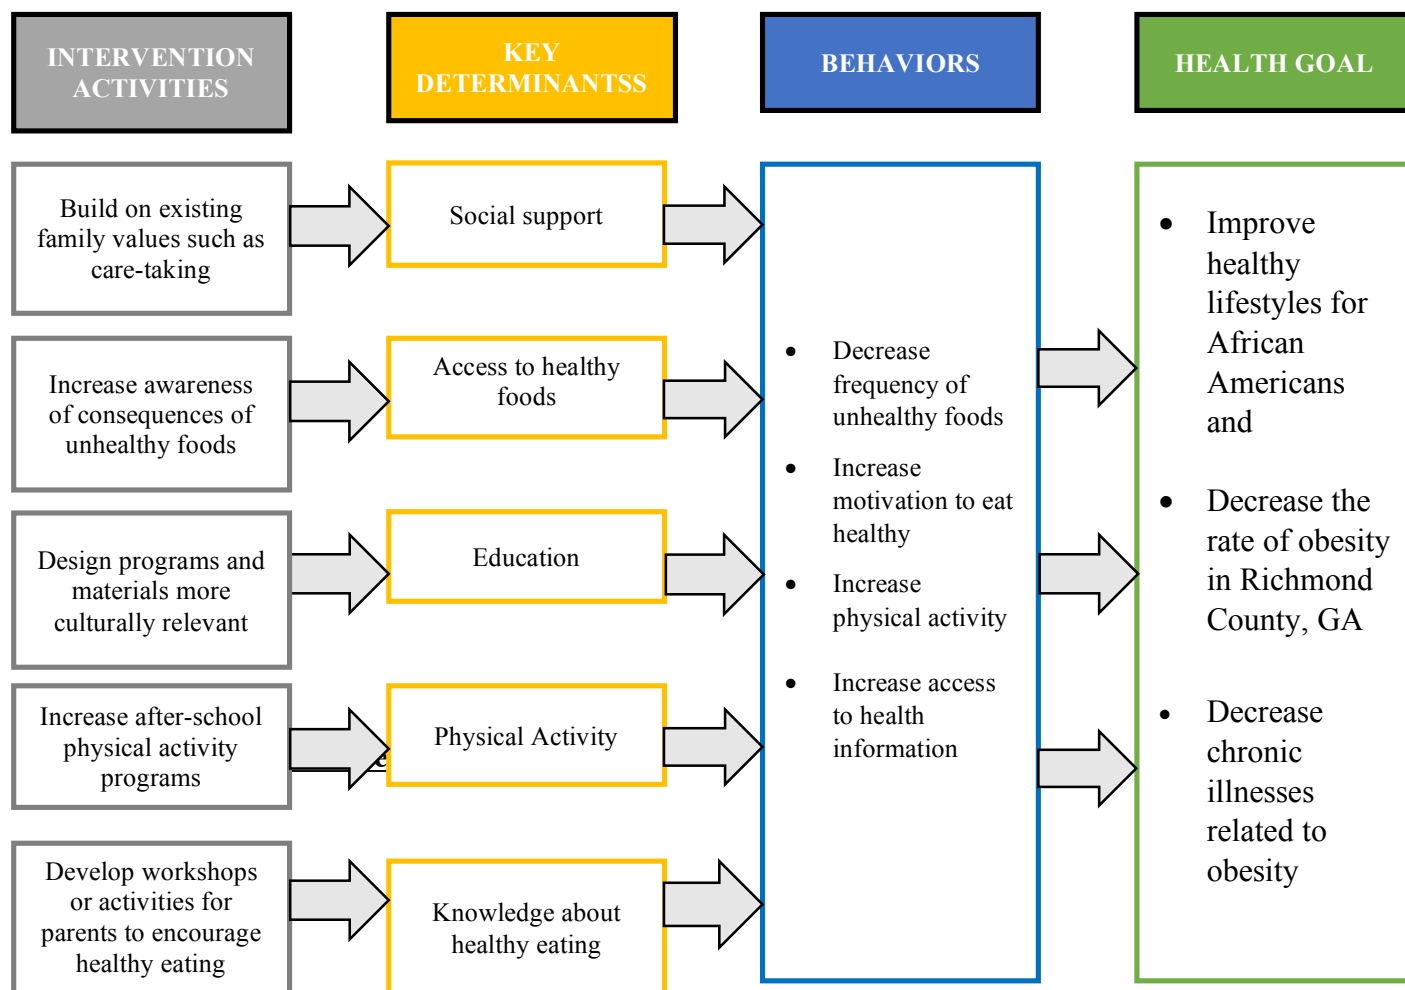 INTERVENTION
ACTIVITIES
KEY
DETERMINANTSS
BEHAVIORS
HEALTH GOAL
Build on existing
family values such as
care-taking
Increase awareness
of consequences of
unhealthy foods
Design programs and
materials more
culturally relevant
Increase after-school
physical activity
programs
Develop workshops
or activities for
parents to encourage
healthy eating
Social support
Access to healthy
foods
Education
Physical Activity
Knowledge about
healthy eating
• Decrease
frequency of
unhealthy foods
• Increase
motivation to eat
healthy
• Increase
physical activity
• Increase access
to health
information
• Improve
healthy
lifestyles for
African
Americans
and
• Decrease the
rate of obesity
in Richmond
County, GA
• Decrease
chronic
illnesses
related to
obesity